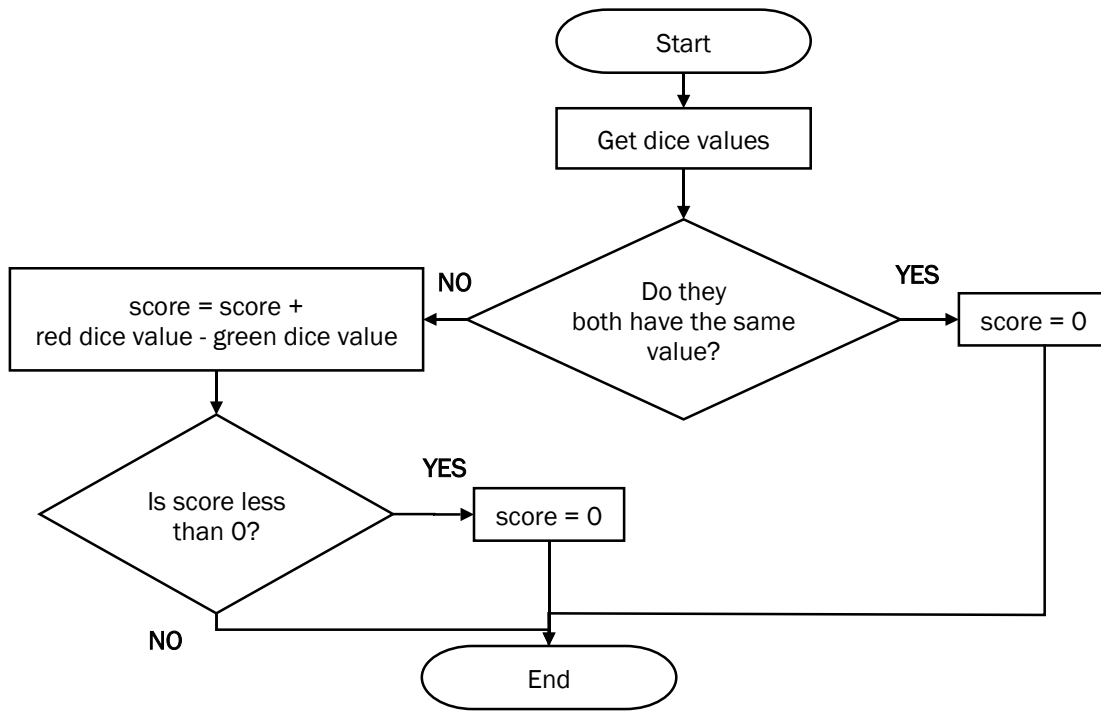 Start
Get dice values
Do they
both have the same
value?
NO
YES
score = score +
red dice value - green dice value
score = 0
Is score less
than 0?
YES
score = 0
NO
End